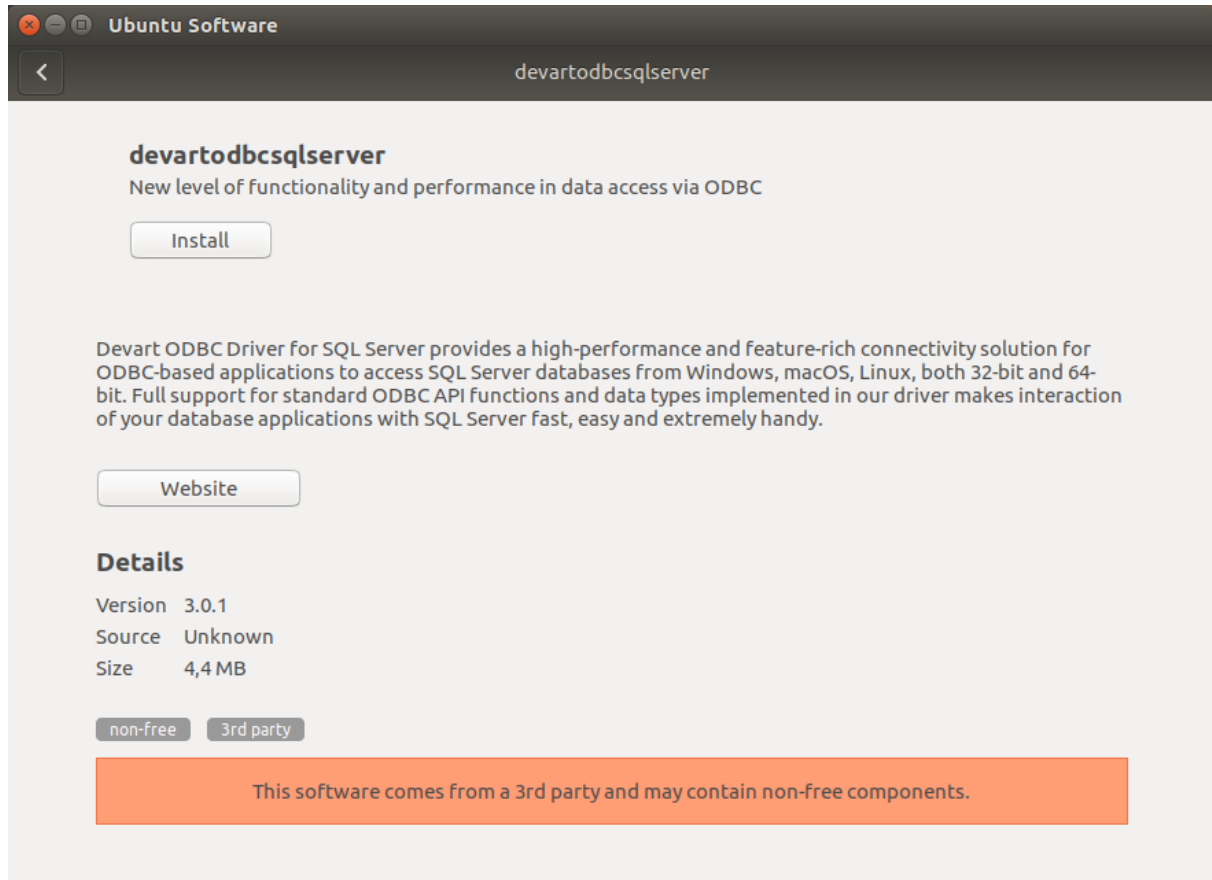 Ubuntu Software
devartodbcsqlserver
devartodbcsqlserver
New level of functionality and performance in data access via ODBC
Install
Devart ODBC Driver for SQL Server provides a high-performance and feature-rich connectivity solution for
ODBC-based applications to access SQL Server databases from Windows, macOS, Linux, both 32-bit and 64-
bit. Full support for standard ODBC API functions and data types implemented in our driver makes interaction
of your database applications with SQL Server fast, easy and extremely handy.
Website
Details
Version 3.0.1
Source Unknown
Size 4,4 MB
non-free 3rd party
This software comes from a 3rd party and may contain non-free components.